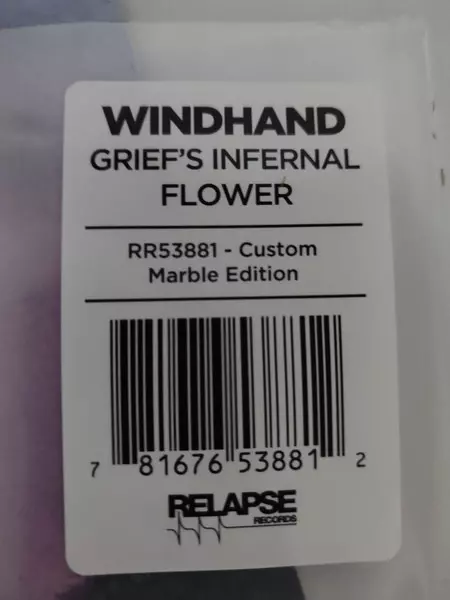 WINDHAND
GRIEF'S INFERNAL
FLOWER
RR53881 - Custom
Marble Edition
7 81676 53881 2
RELAPSE
RECORDS